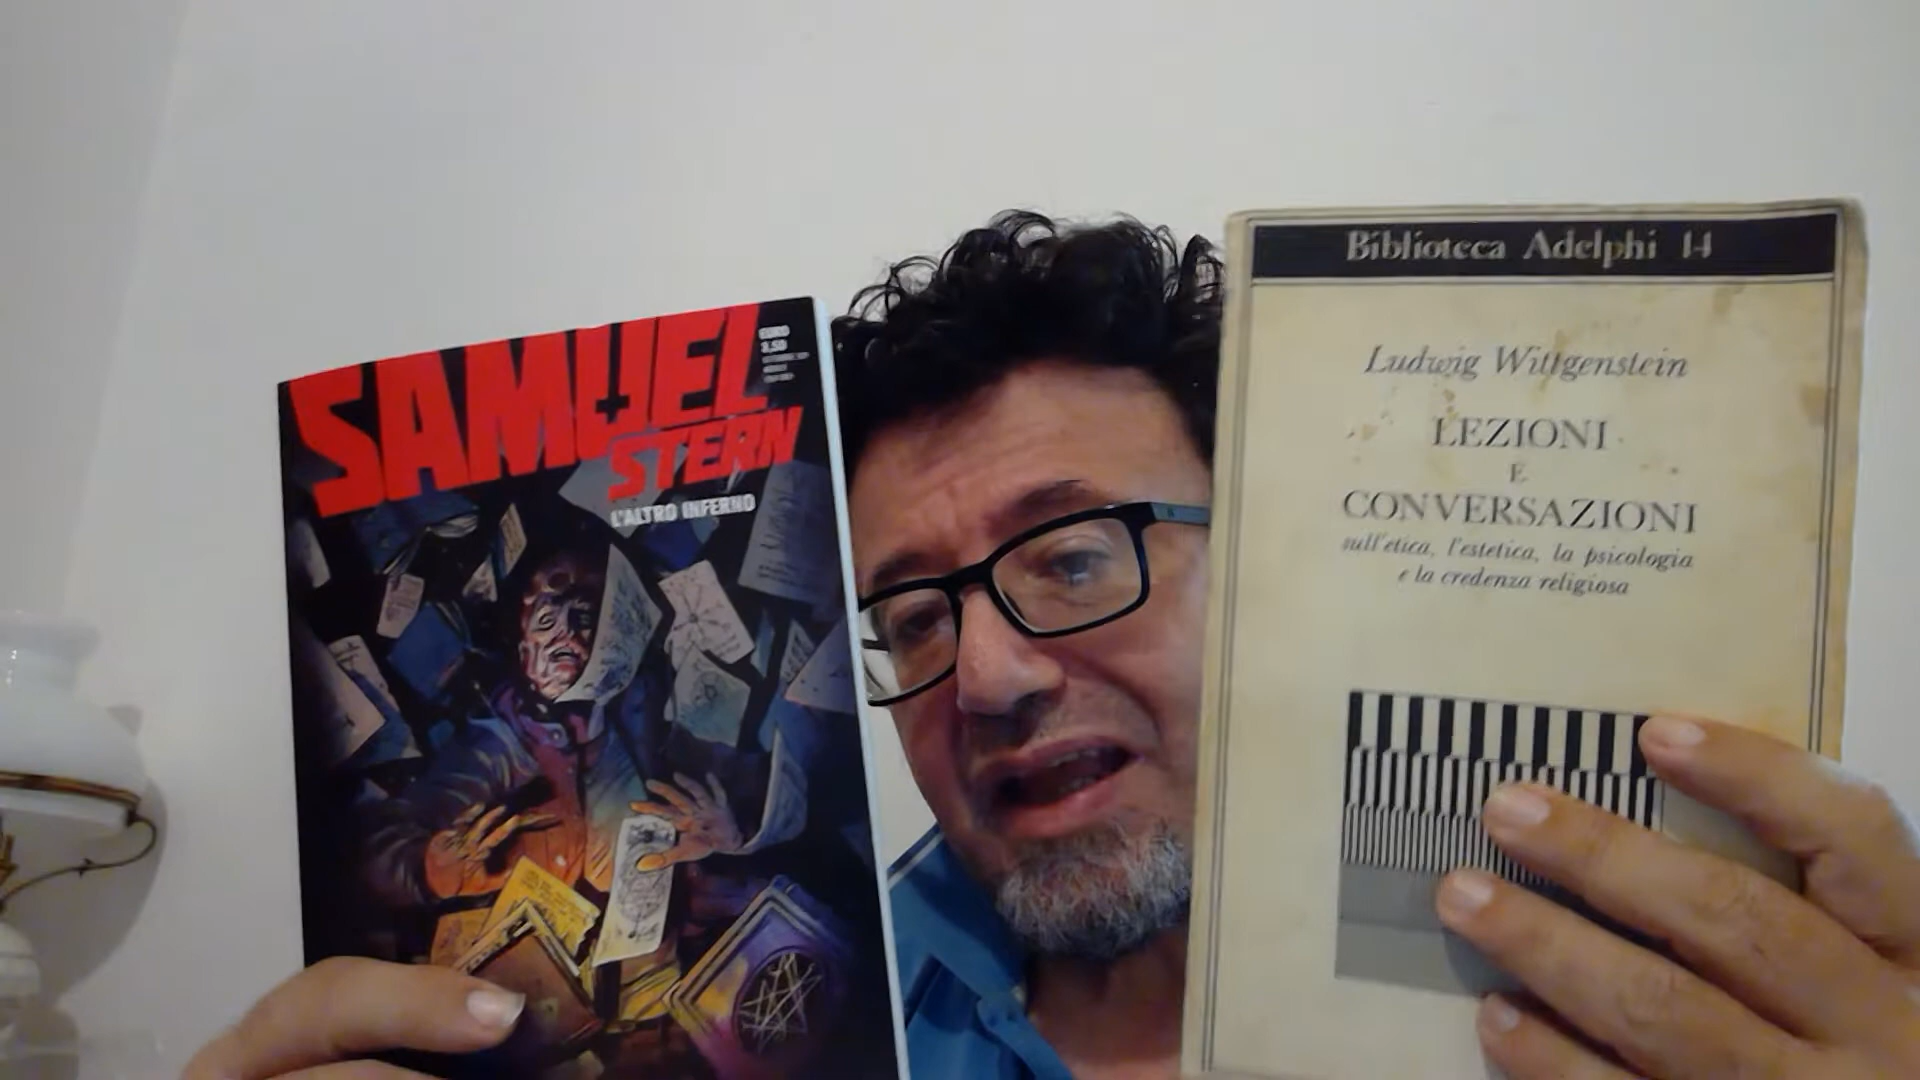 SAMUEL
STERN
EURO
3,50
L'ALTRO INFERNO
Biblioteca Adelphi 14
Ludwig Wittgenstein
LEZIONI
E
CONVERSAZIONI
sull'etica, l'estetica, la psicologia
e la credenza religiosa